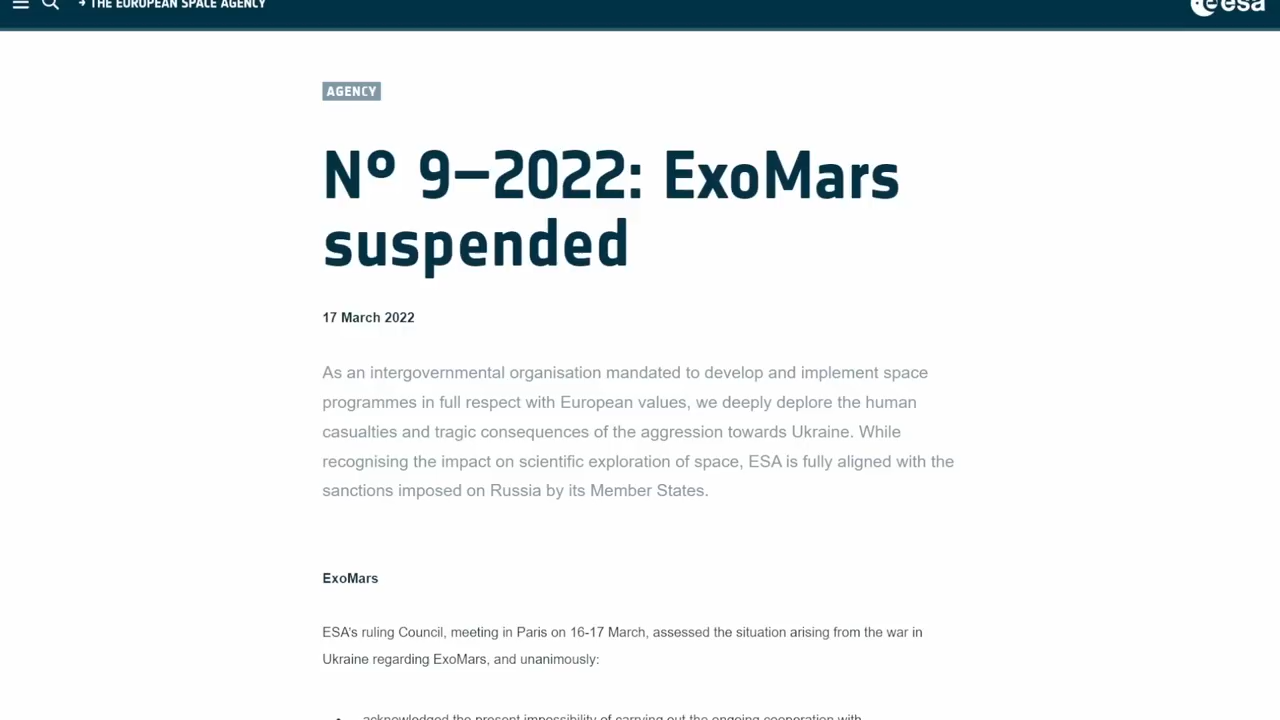 → THE EUROPEAN SPACE AGENCY
esa
AGENCY
N° 9–2022: ExoMars
suspended
17 March 2022
As an intergovernmental organisation mandated to develop and implement space
programmes in full respect with European values, we deeply deplore the human
casualties and tragic consequences of the aggression towards Ukraine. While
recognising the impact on scientific exploration of space, ESA is fully aligned with the
sanctions imposed on Russia by its Member States.
ExoMars
ESA's ruling Council, meeting in Paris on 16-17 March, assessed the situation arising from the war in
Ukraine regarding ExoMars, and unanimously:
• acknowledged the present impossibility of carrying out the ongoing cooperation with